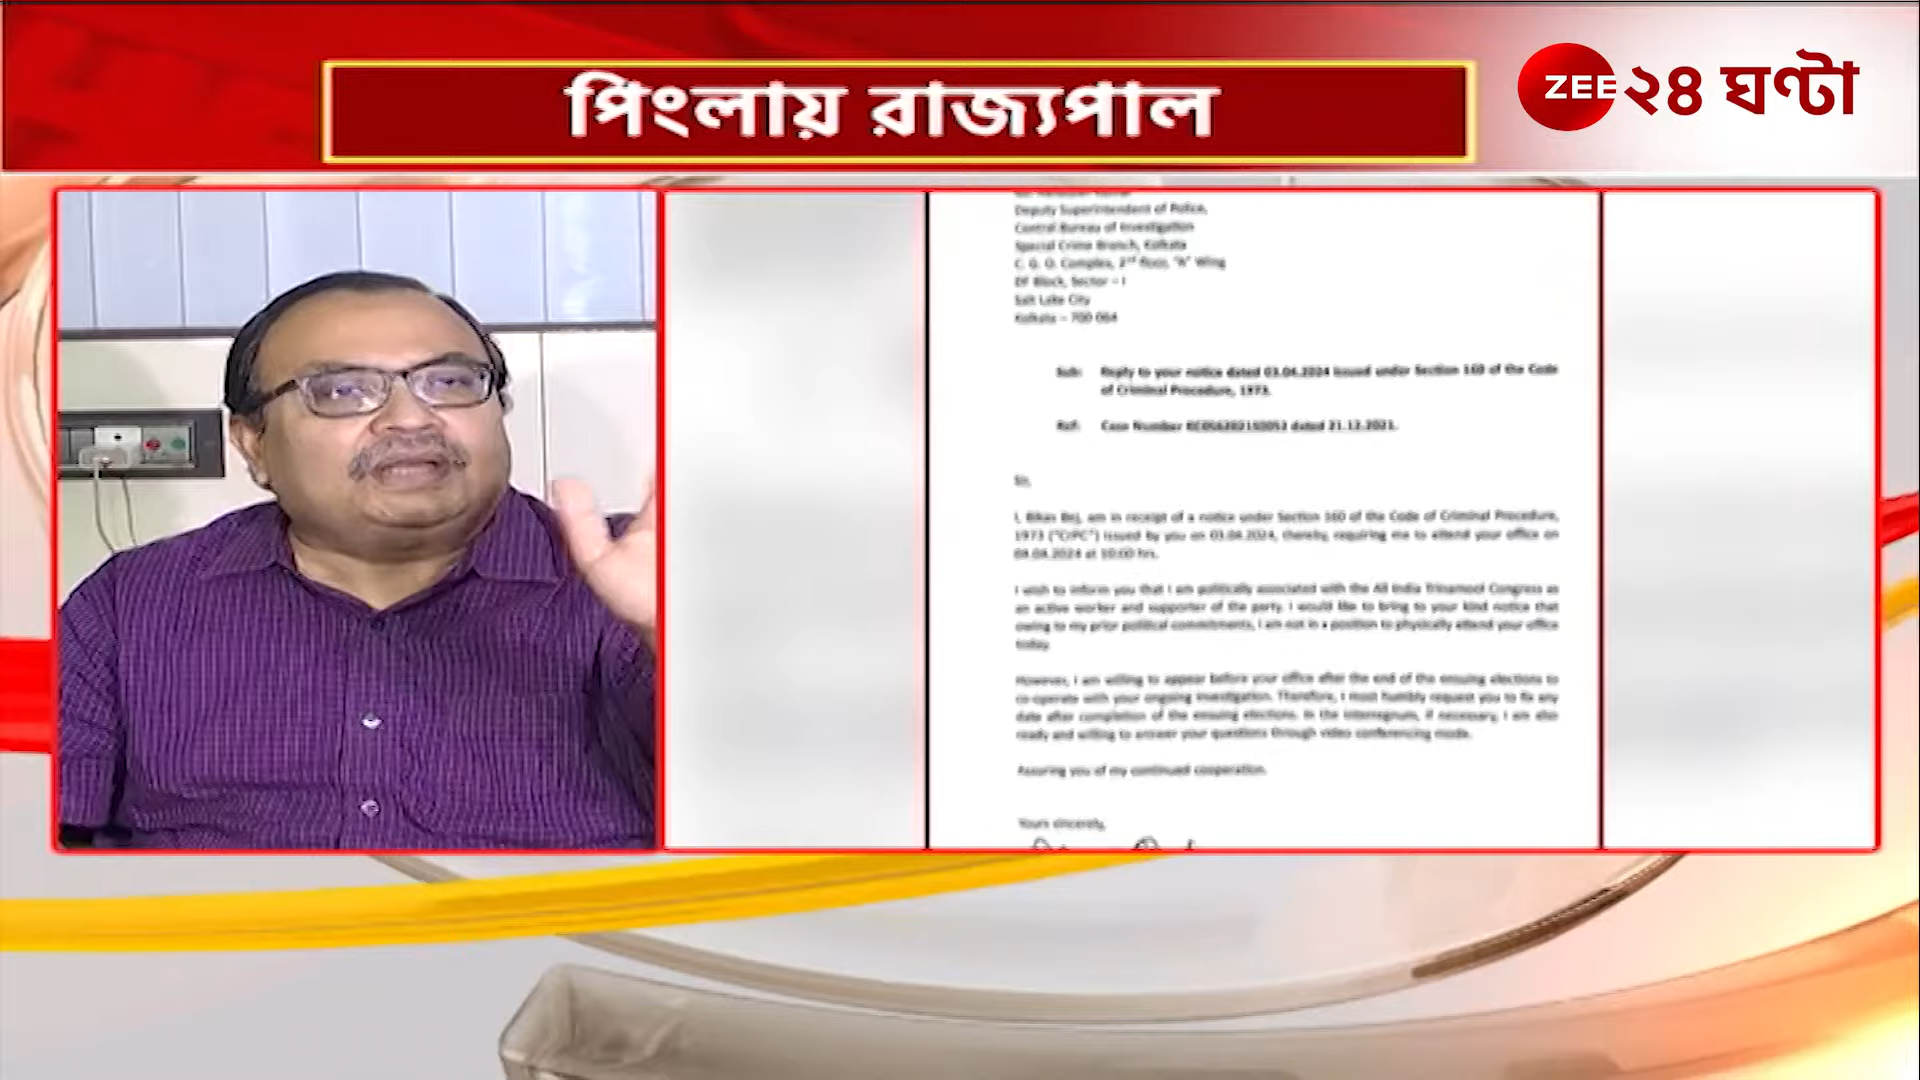 পিংলায় রাজ্যপাল
ZEE ২৪ ঘণ্টা
Deputy Superintendent of Police,
Central Bureau of Investigation
Special Crime Branch, Kolkata
C. G. O. Complex, 2nd floor, "A" Wing
DF Block, Sector – I
Salt Lake City
Kolkata – 700 064
Sub: Reply to your notice dated 03.04.2024 issued under Section 160 of the Code
of Criminal Procedure, 1973.
Ref: Case Number dated 21.12.2021.
Sir,
I, Bikas Bej, am in receipt of a notice under Section 160 of the Code of Criminal Procedure,
1973 ("CrPC") issued by you on 03.04.2024, thereby, requiring me to attend your office on
04.04.2024 at 10:00 hrs.
I wish to inform you that I am politically associated with the All India Trinamool Congress as
an active worker and supporter of the party. I would like to bring to your kind notice that
owing to my prior political commitments, I am not in a position to physically attend your office
today.
However, I am willing to appear before your office after the end of the ensuing elections to
co-operate with your ongoing investigation. Therefore, I most humbly request you to fix any
date after completion of the ensuing elections. In the interregnum, if necessary, I am also
ready and willing to answer your questions through video conferencing mode.
Assuring you of my continued cooperation.
Yours sincerely,